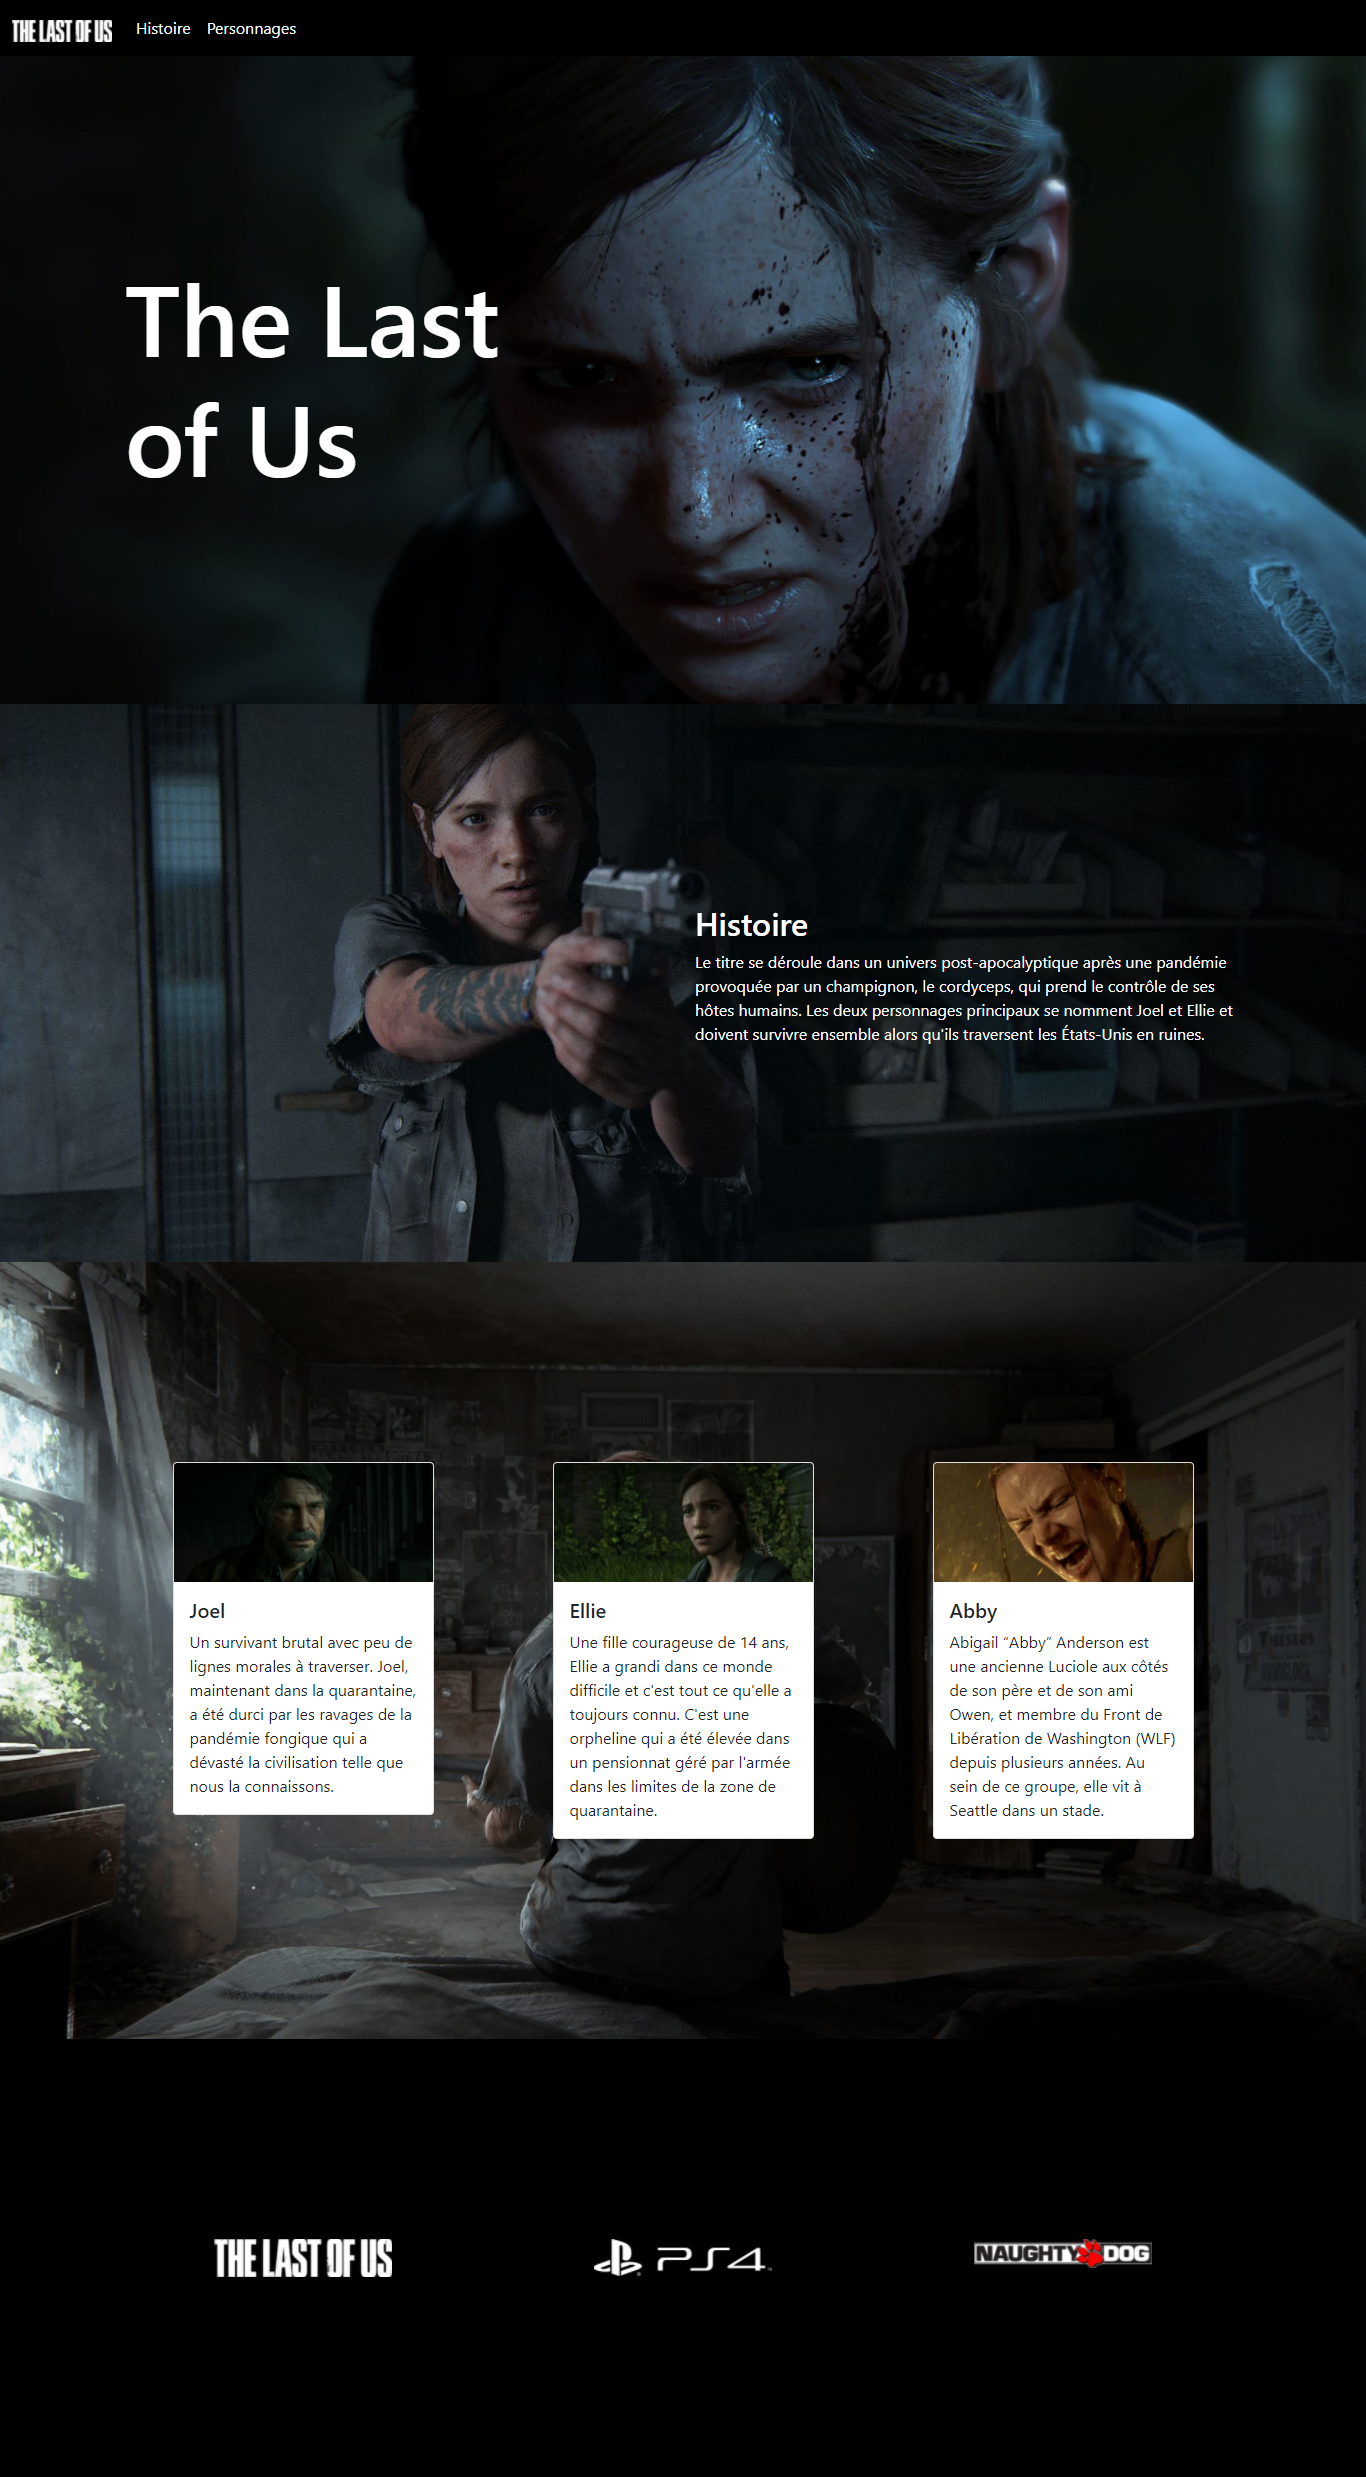 THE LAST OF US
Histoire
Personnages
The Last
of Us
Histoire
Le titre se déroule dans un univers post-apocalyptique après une pandémie
provoquée par un champignon, le cordyceps, qui prend le contrôle de ses
hôtes humains. Les deux personnages principaux se nomment Joel et Ellie et
doivent survivre ensemble alors qu'ils traversent les États-Unis en ruines.
Joel
Un survivant brutal avec peu de
lignes morales à traverser. Joel,
maintenant dans la quarantaine,
a été durci par les ravages de la
pandémie fongique qui a
dévasté la civilisation telle que
nous la connaissons.
Ellie
Une fille courageuse de 14 ans,
Ellie a grandi dans ce monde
difficile et c'est tout ce qu'elle a
toujours connu. C'est une
orpheline qui a été élevée dans
un pensionnat géré par l'armée
dans les limites de la zone de
quarantaine.
Abby
Abigail “Abby” Anderson est
une ancienne Luciole aux côtés
de son père et de son ami
Owen, et membre du Front de
Libération de Washington (WLF)
depuis plusieurs années. Au
sein de ce groupe, elle vit à
Seattle dans un stade.
THE LAST OF US
PS4
NAUGHTY DOG